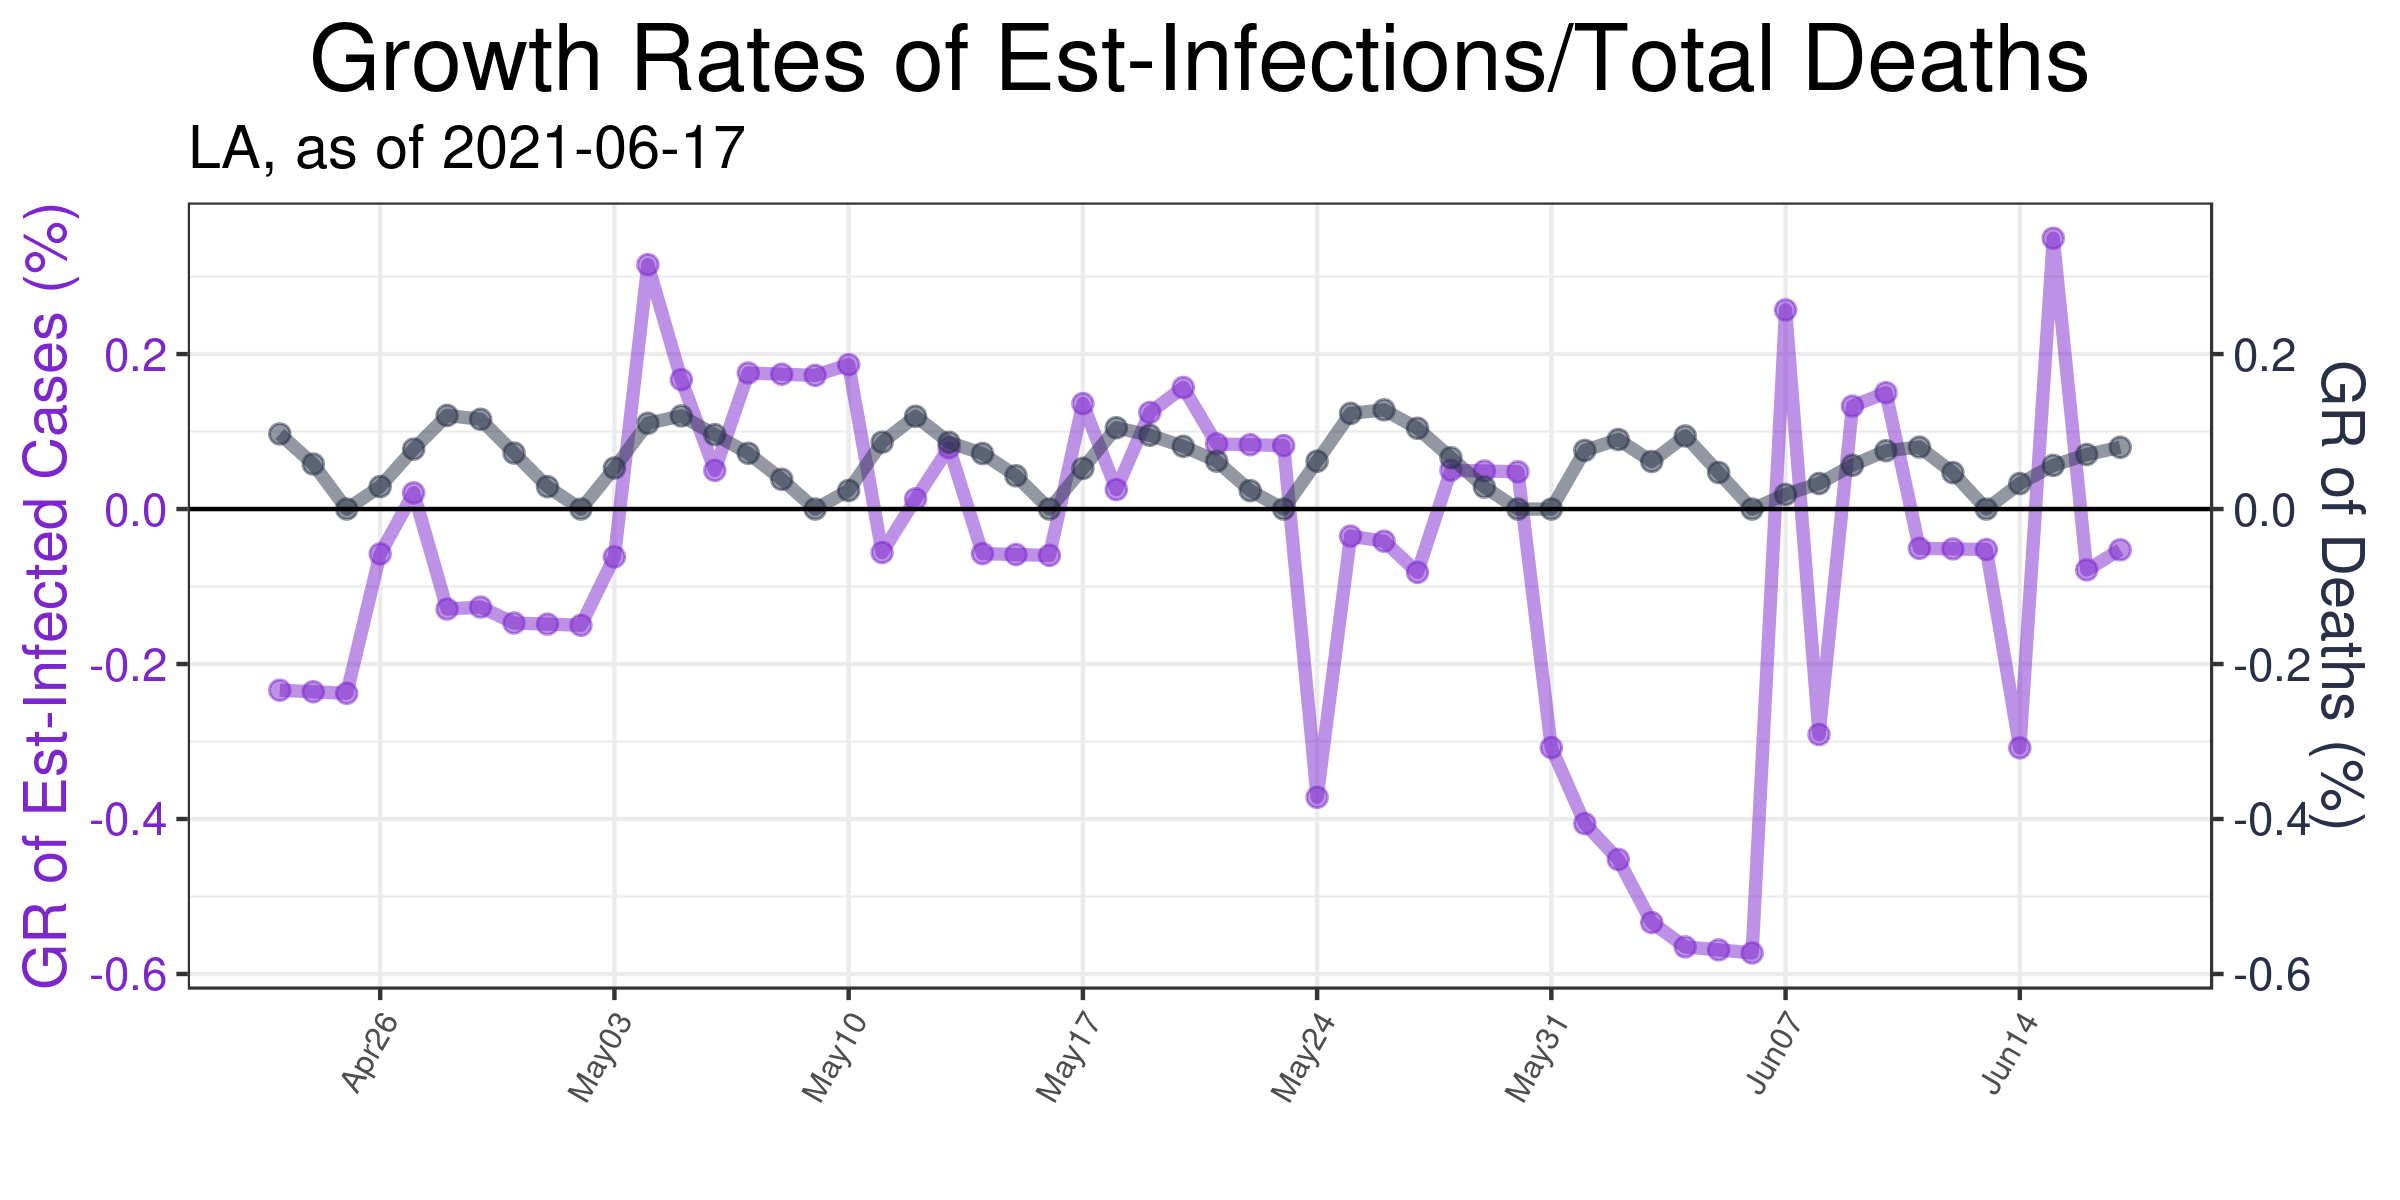 Growth Rates of Est-Infections/Total Deaths
LA, as of 2021-06-17
GR of Est-Infected Cases (%)
0.2
0.0
-0.2
-0.4
-0.6
0.2
0.0
-0.2
-0.4
-0.6
GR of Deaths (%)
Apr26
May03
May10
May17
May24
May31
Jun07
Jun14